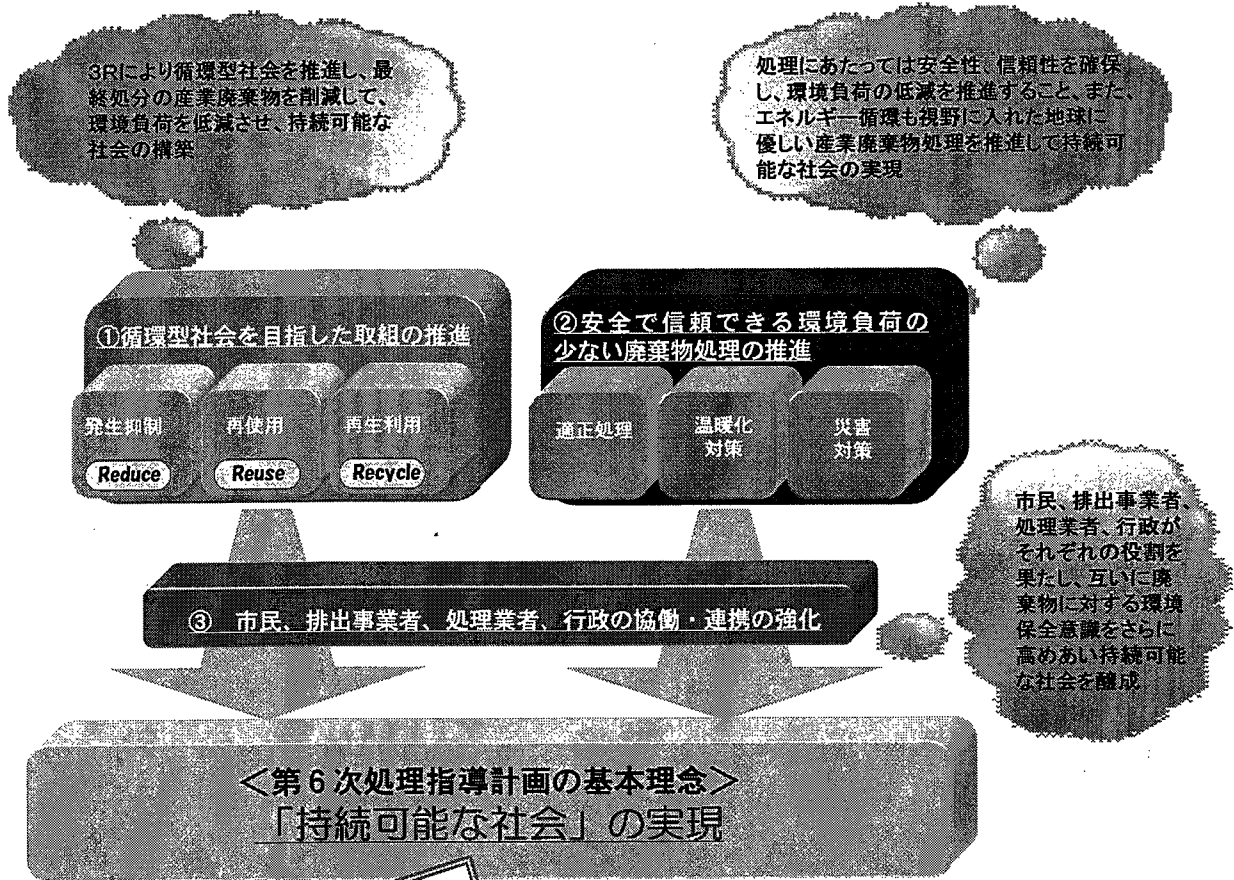 3Rにより循環型社会を推進し、最
終処分の産業廃棄物を削減して、
環境負荷を低減させ、持続可能な
社会の構築
処理にあたっては安全性、信頼性を確保
し、環境負荷の低減を推進すること、また、
エネルギー循環も視野に入れた地球に
優しい産業廃棄物処理を推進して持続可
能な社会の実現
①循環型社会を目指した取組の推進
発生抑制
Reduce
再使用
Reuse
再生利用
Recycle
②安全で信頼できる環境負荷の
少ない廃棄物処理の推進
適正処理
温暖化
対策
災害
対策
市民、排出事業者、
処理業者、行政が
それぞれの役割を
果たし、互いに廃
棄物に対する環境
保全意識をさらに
高めあい持続可能
な社会を醸成
③ 市民、排出事業者、処理業者、行政の協働・連携の強化
＜第6次処理指導計画の基本理念＞
「持続可能な社会」の実現